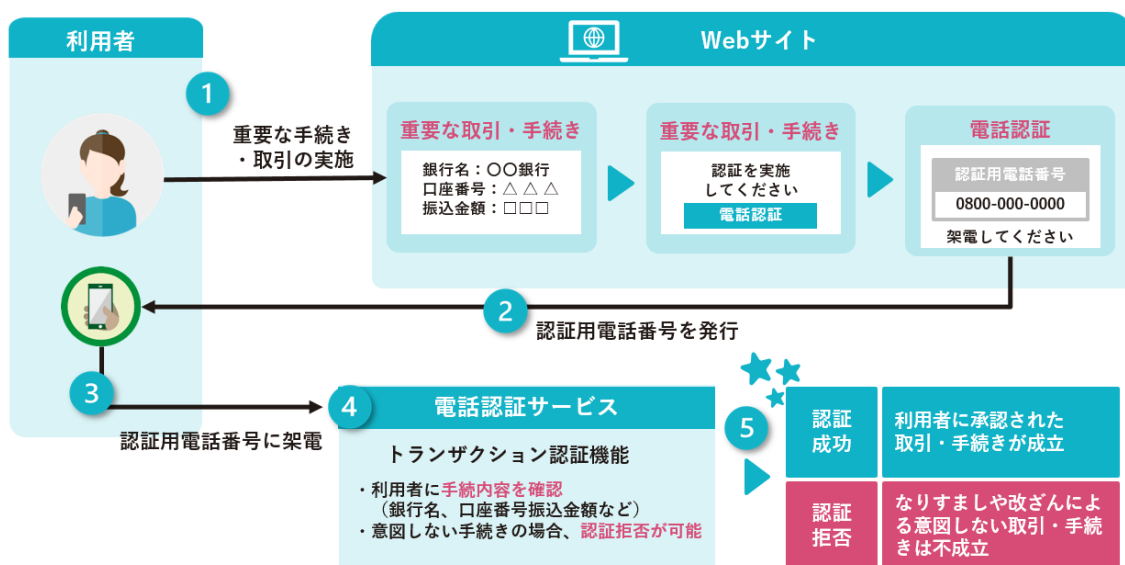 利用者
Webサイト
1
重要な手続き
・取引の実施
重要な取引・手続き
銀行名：〇〇銀行
口座番号：△ △ △
振込金額：□□□
重要な取引・手続き
認証を実施
してください
電話認証
電話認証
認証用電話番号
0800-000-0000
架電してください
2
認証用電話番号を発行
3
認証用電話番号に架電
4
電話認証サービス
トランザクション認証機能
・利用者に手続内容を確認
（銀行名、口座番号振込金額など）
・意図しない手続きの場合、認証拒否が可能
5
認証
成功
利用者に承認された
取引・手続きが成立
認証
拒否
なりすましや改ざんによ
る意図しない取引・手続
きは不成立